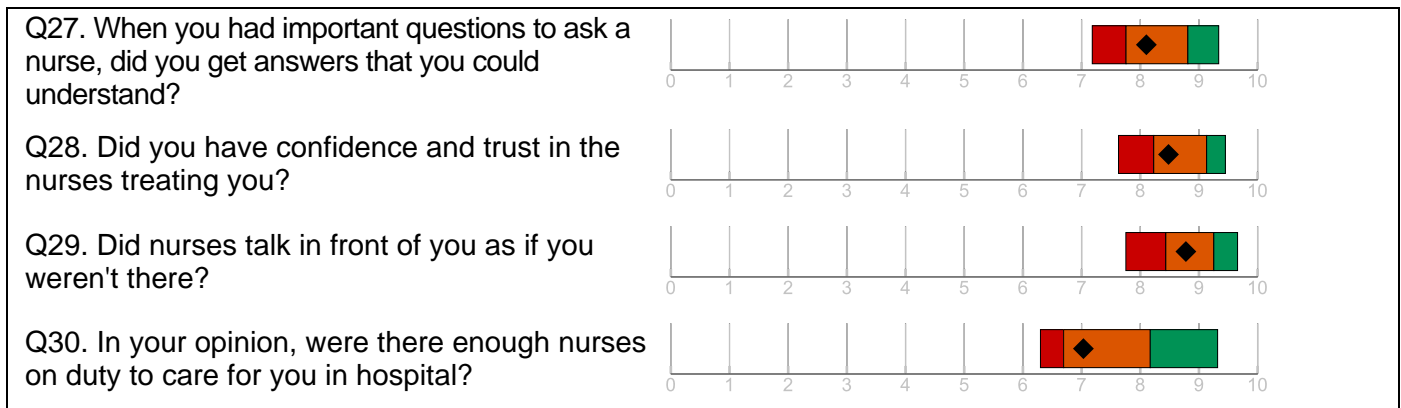 Q27. When you had important questions to ask a
nurse, did you get answers that you could
understand?
0 1 2 3 4 5 6 7 8 9 10
Q28. Did you have confidence and trust in the
nurses treating you?
0 1 2 3 4 5 6 7 8 9 10
Q29. Did nurses talk in front of you as if you
weren't there?
0 1 2 3 4 5 6 7 8 9 10
Q30. In your opinion, were there enough nurses
on duty to care for you in hospital?
0 1 2 3 4 5 6 7 8 9 10